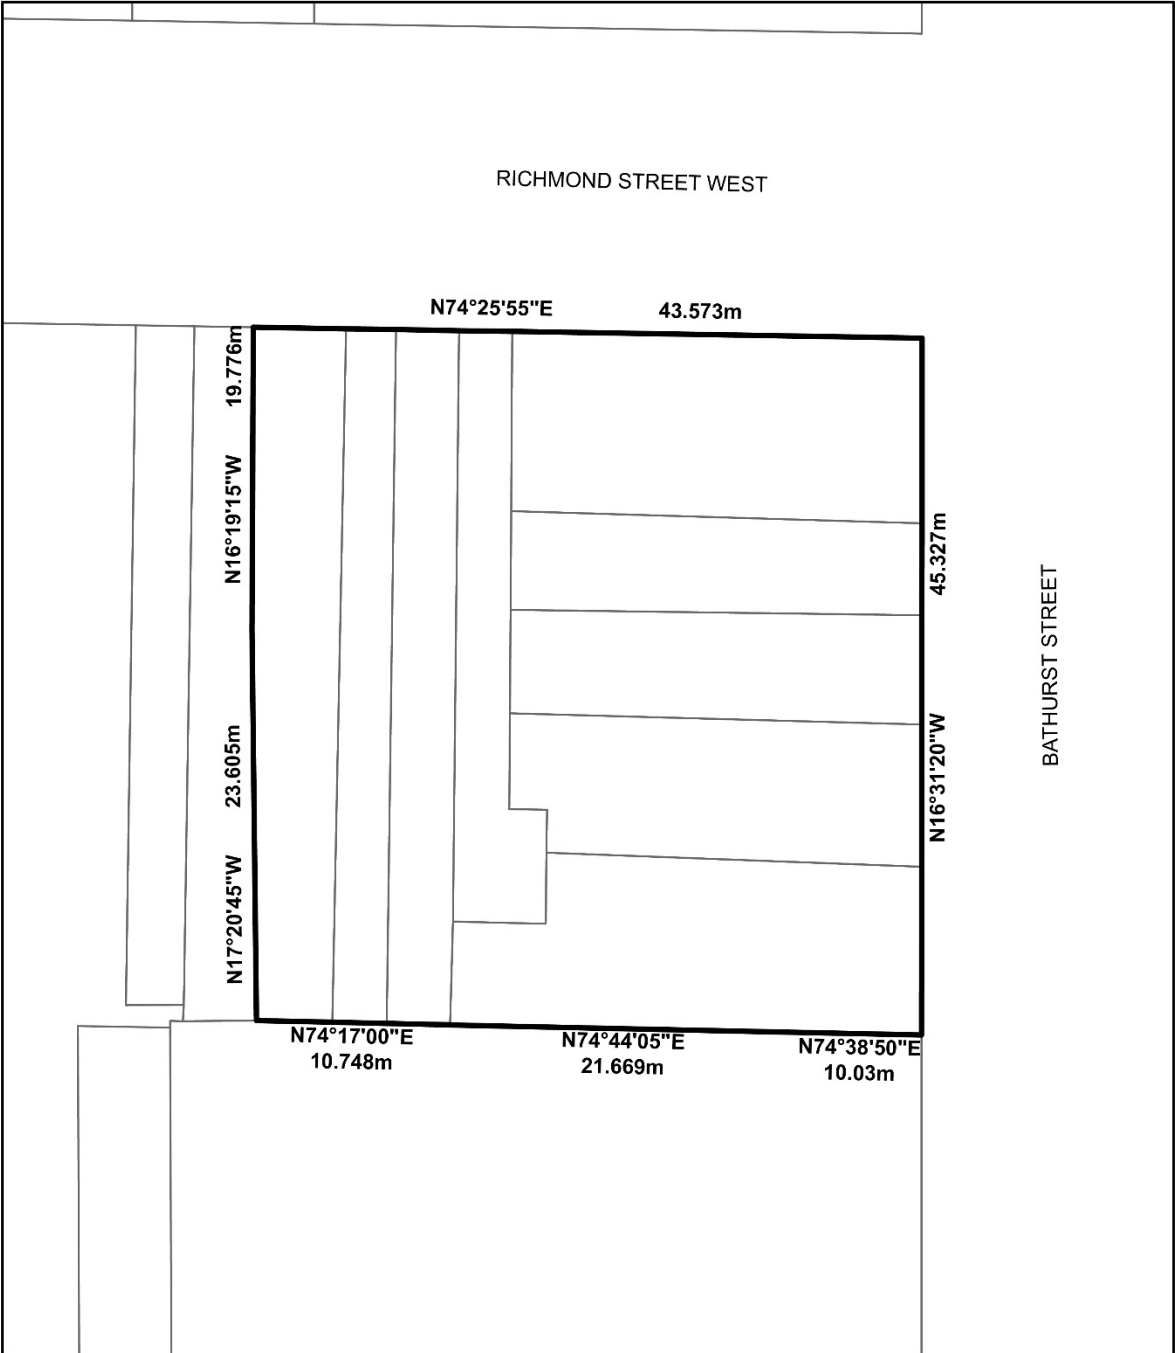 RICHMOND STREET WEST
N74°25'55"E 43.573m
19.776m
N16°19'15"W
23.605m
N17°20'45"W
45.327m
N16°31'20"W
BATHURST STREET
N74°17'00"E
10.748m
N74°44'05"E
21.669m
N74°38'50"E
10.03m